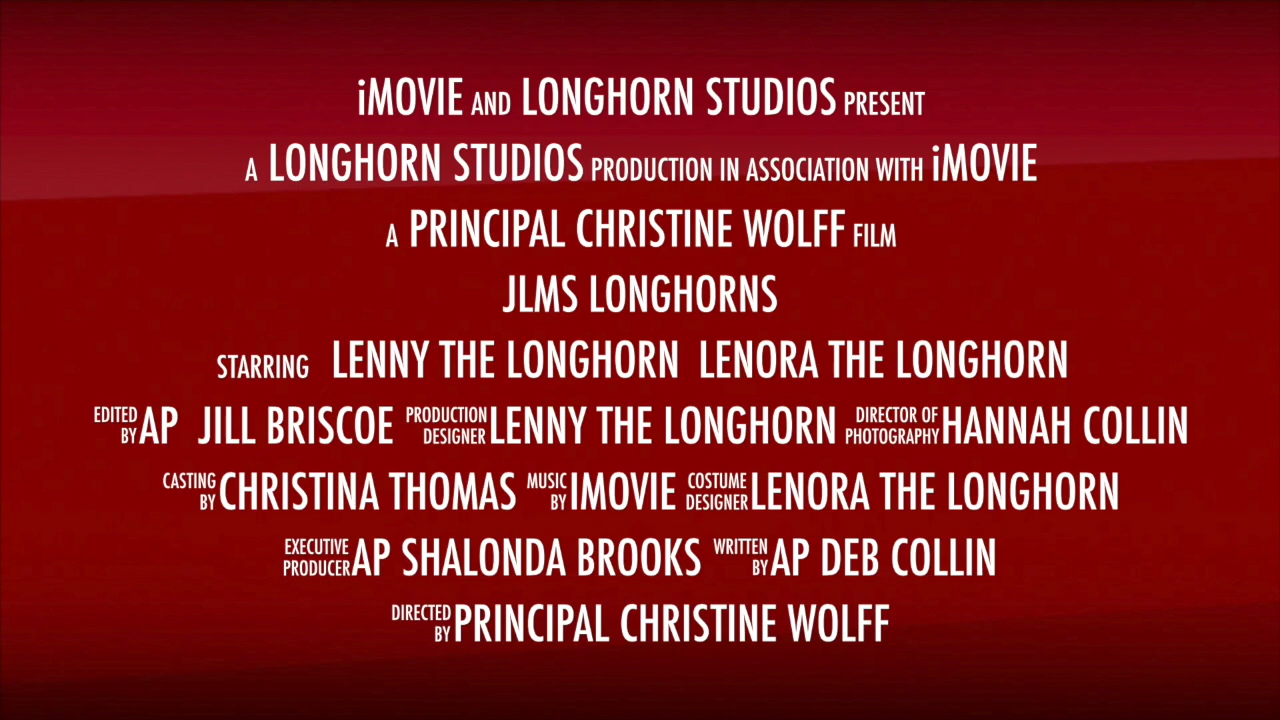 iMOVIE AND LONGHORN STUDIOS PRESENT
A LONGHORN STUDIOS PRODUCTION IN ASSOCIATION WITH iMOVIE
A PRINCIPAL CHRISTINE WOLFF FILM
JLMS LONGHORNS
STARRING LENNY THE LONGHORN LENORA THE LONGHORN
EDITED BY AP JILL BRISCOE PRODUCTION DESIGNER LENNY THE LONGHORN DIRECTOR OF PHOTOGRAPHY HANNAH COLLIN
CASTING BY CHRISTINA THOMAS MUSIC BY IMOVIE COSTUME DESIGNER LENORA THE LONGHORN
EXECUTIVE PRODUCER AP SHALONDA BROOKS WRITTEN BY AP DEB COLLIN
DIRECTED BY PRINCIPAL CHRISTINE WOLFF